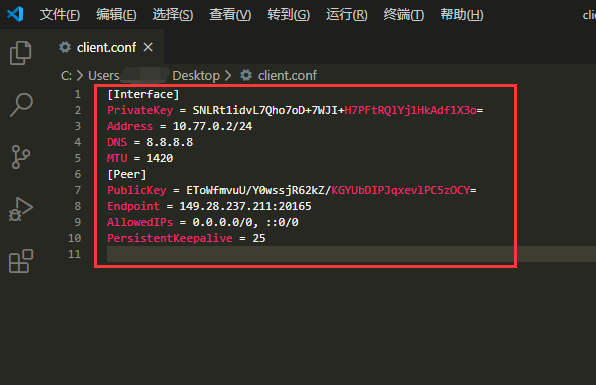 文件(F) 编辑(E) 选择(S) 查看(V) 转到(G) 运行(R) 终端(T) 帮助(H) clie
client.conf ×
C: > Users Desktop > client.conf
1 [Interface]
2 PrivateKey = SNLRt1idvL7Qho7oD+7WJI+H7PFtRQlYj1HkAdf1X3o=
3 Address = 10.77.0.2/24
4 DNS = 8.8.8.8
5 MTU = 1420
6 [Peer]
7 PublicKey = EToWfmvuU/Y0wssjR62kZ/KGYUbDIPJqxevlPC5zOCY=
8 Endpoint = 149.28.237.211:20165
9 AllowedIPs = 0.0.0.0/0, ::0/0
10 PersistentKeepalive = 25
11